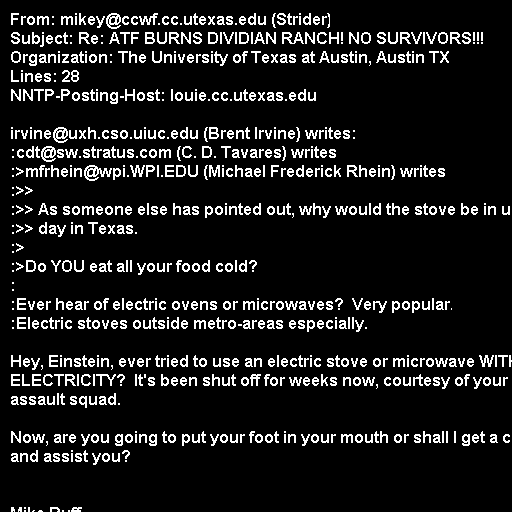 From: mikey@ccwf.cc.utexas.edu (Strider)
Subject: Re: ATF BURNS DIVIDIAN RANCH! NO SURVIVORS!!!
Organization: The University of Texas at Austin, Austin TX
Lines: 28
NNTP-Posting-Host: louie.cc.utexas.edu

irvine@uxh.cso.uiuc.edu (Brent Irvine) writes:
:cdt@sw.stratus.com (C. D. Tavares) writes
:>mfrhein@wpi.WPI.EDU (Michael Frederick Rhein) writes
:>>
:>> As someone else has pointed out, why would the stove be in
:>> day in Texas.
:>
:>Do YOU eat all your food cold?
:
:Ever hear of electric ovens or microwaves?  Very popular.
:Electric stoves outside metro-areas especially.

Hey, Einstein, ever tried to use an electric stove or microwave
ELECTRICITY?  It's been shut off for weeks now, courtesy of your
assault squad.

Now, are you going to put your foot in your mouth or shall I get a
and assist you?

Mike Ruff